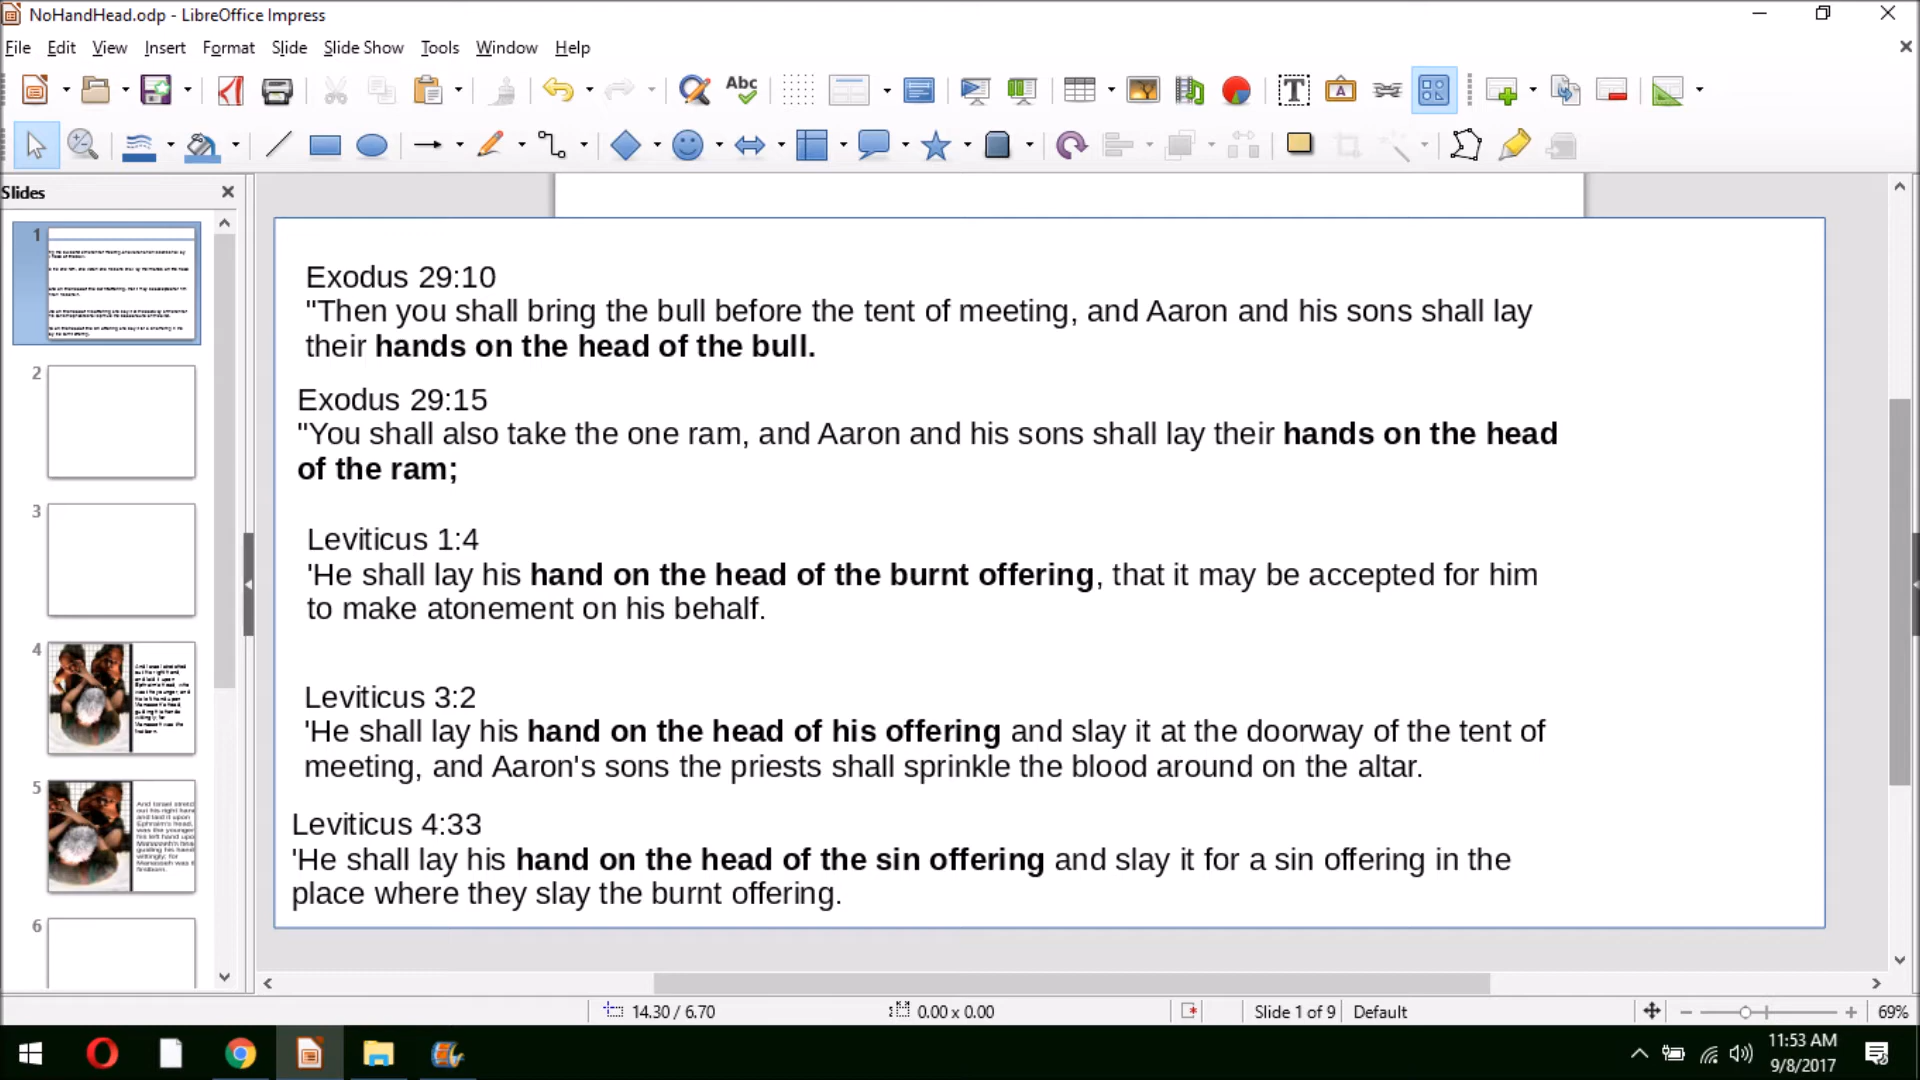 NoHandHead.odp - LibreOffice Impress
File Edit View Insert Format Slide Slide Show Tools Window Help
Abc
Slides
1
2
3
4
5
6
Exodus 29:10
"Then you shall bring the bull before the tent of meeting, and Aaron and his sons shall lay
their hands on the head of the bull.
Exodus 29:15
"You shall also take the one ram, and Aaron and his sons shall lay their hands on the head
of the ram;
Leviticus 1:4
'He shall lay his hand on the head of the burnt offering, that it may be accepted for him
to make atonement on his behalf.
Leviticus 3:2
'He shall lay his hand on the head of his offering and slay it at the doorway of the tent of
meeting, and Aaron's sons the priests shall sprinkle the blood around on the altar.
Leviticus 4:33
'He shall lay his hand on the head of the sin offering and slay it for a sin offering in the
place where they slay the burnt offering.
14.30 / 6.70 0.00 x 0.00 Slide 1 of 9 Default 69%
11:53 AM
9/8/2017